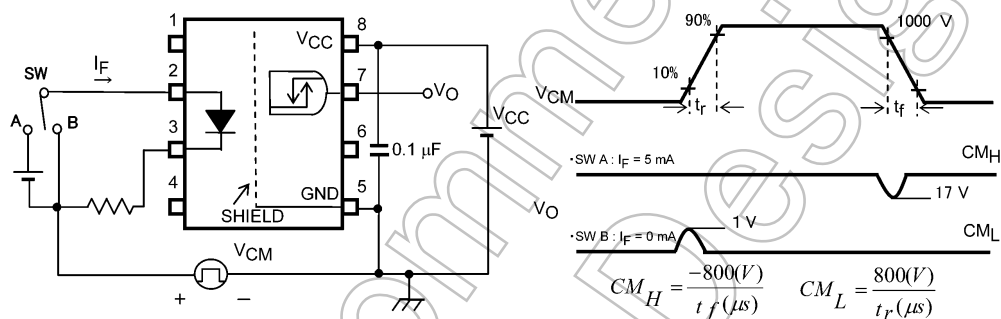 1
8
VCC
SW
IF
2
7
VO
A
B
3
6
VCC
0.1 μF
4
GND
5
SHIELD
VCM
+
−
90%
1000 V
10%
VCM
tr
tf
・SW A : IF = 5 mA
CMH
17 V
VO
1 V
・SW B : IF = 0 mA
CML
CMH = −800(V) / tf (μs)
CML = 800(V) / tr (μs)